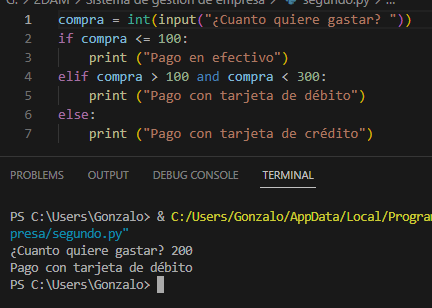 2DAM > Sistema de gestión de empresa > segundo.py > ...
1 compra = int(input("¿Cuanto quiere gastar? "))
2 if compra <= 100:
3 print ("Pago en efectivo")
4 elif compra > 100 and compra < 300:
5 print ("Pago con tarjeta de débito")
6 else:
7 print ("Pago con tarjeta de crédito")
PROBLEMS OUTPUT DEBUG CONSOLE TERMINAL
PS C:\Users\Gonzalo> & C:/Users/Gonzalo/AppData/Local/Progra
presa/segundo.py"
¿Cuanto quiere gastar? 200
Pago con tarjeta de débito
PS C:\Users\Gonzalo>